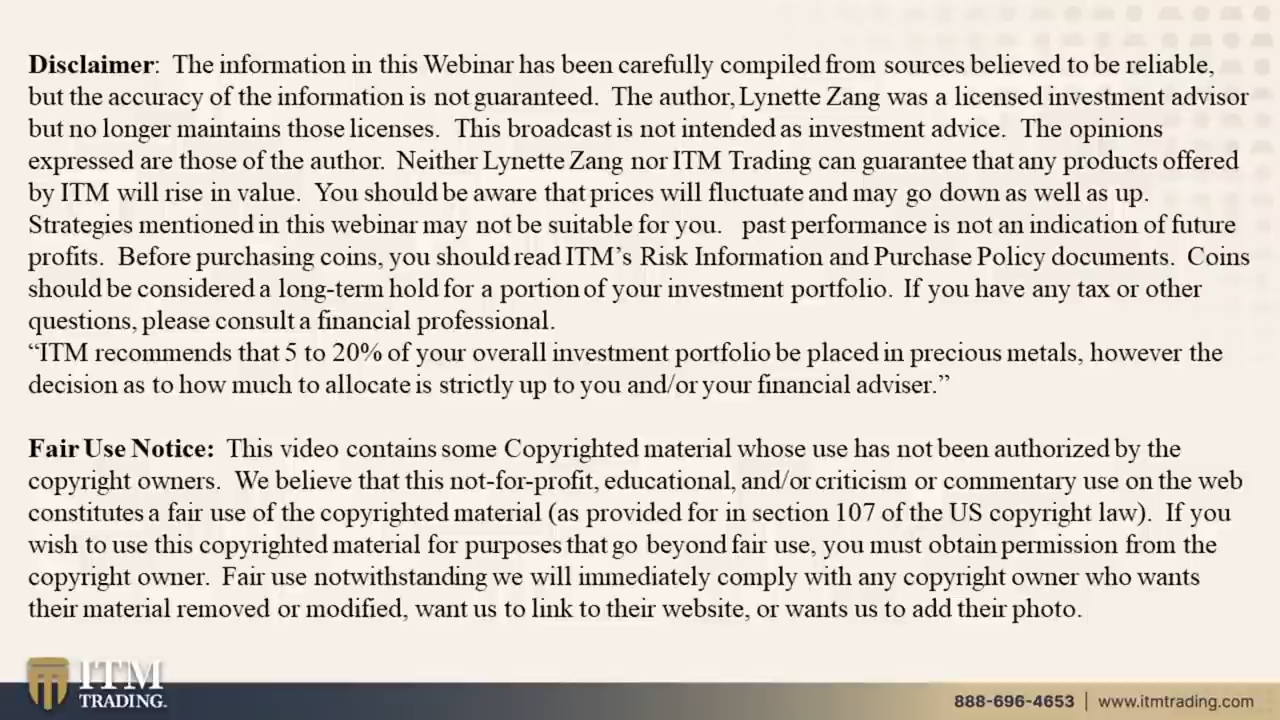 Disclaimer: The information in this Webinar has been carefully compiled from sources believed to be reliable,
but the accuracy of the information is not guaranteed. The author, Lynette Zang was a licensed investment advisor
but no longer maintains those licenses. This broadcast is not intended as investment advice. The opinions
expressed are those of the author. Neither Lynette Zang nor ITM Trading can guarantee that any products offered
by ITM will rise in value. You should be aware that prices will fluctuate and may go down as well as up.
Strategies mentioned in this webinar may not be suitable for you. past performance is not an indication of future
profits. Before purchasing coins, you should read ITM’s Risk Information and Purchase Policy documents. Coins
should be considered a long-term hold for a portion of your investment portfolio. If you have any tax or other
questions, please consult a financial professional.
“ITM recommends that 5 to 20% of your overall investment portfolio be placed in precious metals, however the
decision as to how much to allocate is strictly up to you and/or your financial adviser.”
Fair Use Notice: This video contains some Copyrighted material whose use has not been authorized by the
copyright owners. We believe that this not-for-profit, educational, and/or criticism or commentary use on the web
constitutes a fair use of the copyrighted material (as provided for in section 107 of the US copyright law). If you
wish to use this copyrighted material for purposes that go beyond fair use, you must obtain permission from the
copyright owner. Fair use notwithstanding we will immediately comply with any copyright owner who wants
their material removed or modified, want us to link to their website, or wants us to add their photo.
ITM
TRADING.
888-696-4653 | www.itmtrading.com